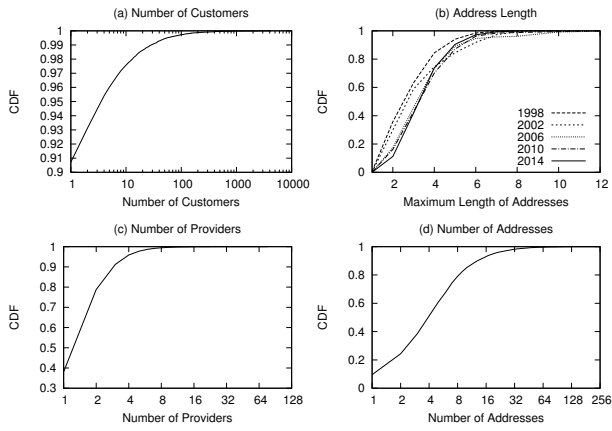 (a) Number of Customers
CDF
1
0.99
0.98
0.97
0.96
0.95
0.94
0.93
0.92
0.91
0.9
1 10 100 1000 10000
Number of Customers
(b) Address Length
CDF
1
0.8
0.6
0.4
0.2
0
1998
2002
2006
2010
2014
2 4 6 8 10 12
Maximum Length of Addresses
(c) Number of Providers
CDF
1
0.9
0.8
0.7
0.6
0.5
0.4
0.3
1 2 4 8 16 32 64 128
Number of Providers
(d) Number of Addresses
CDF
1
0.8
0.6
0.4
0.2
0
1 2 4 8 16 32 64 128 256
Number of Addresses